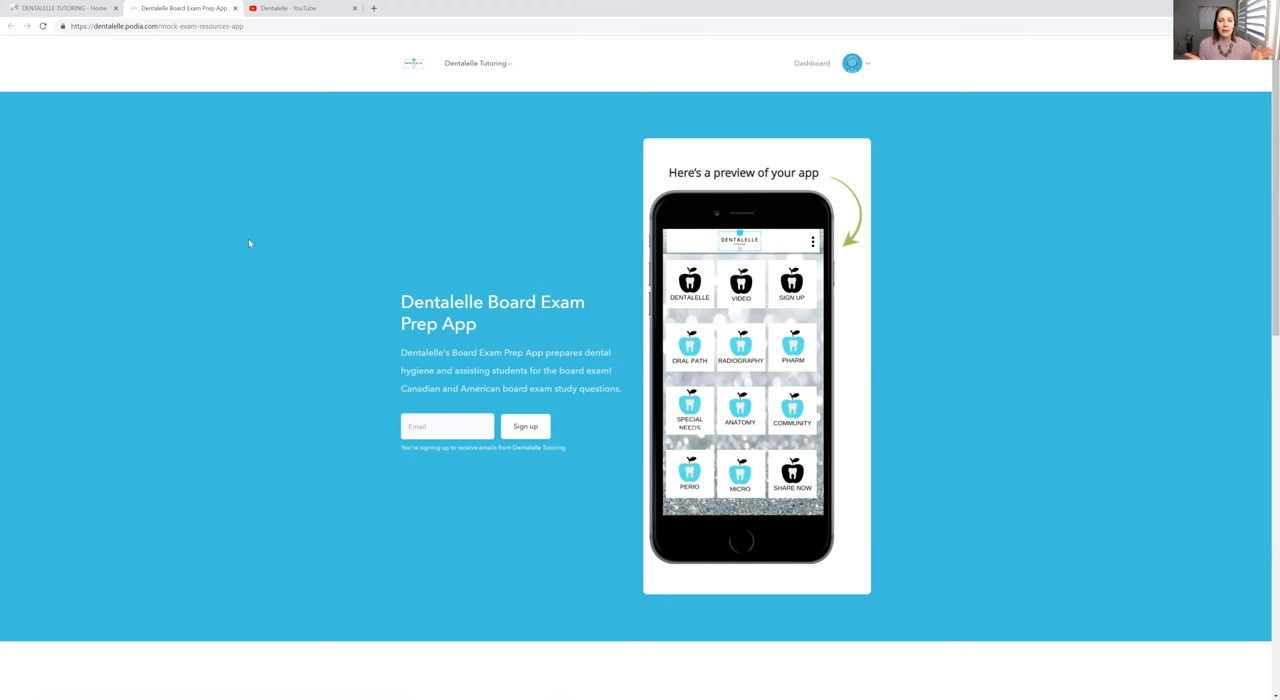 DENTALELLE TUTORING - Home
Dentalelle Board Exam Prep App
Dentalelle - YouTube
https://dentalelle.podia.com/mock-exam-resources-app
DENTALELLE
Dentalelle Tutoring
Dashboard
Here's a preview of your app
DENTALELLE
TUTORING
DENTALELLE
VIDEO
SIGN UP
Dentalelle Board Exam
Prep App
ORAL PATH
RADIOGRAPHY
PHARM
Dentalelle's Board Exam Prep App prepares dental
hygiene and assisting students for the board exam!
Canadian and American board exam study questions.
SPECIAL
NEEDS
ANATOMY
COMMUNITY
Email
Sign up
You're signing up to receive emails from Dentalelle Tutoring
PERIO
MICRO
SHARE NOW